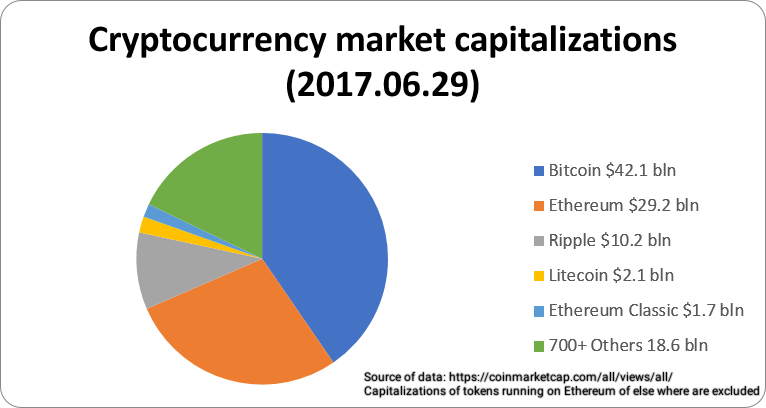 Cryptocurrency market capitalizations
(2017.06.29)
Bitcoin $42.1 bln
Ethereum $29.2 bln
Ripple $10.2 bln
Litecoin $2.1 bln
Ethereum Classic $1.7 bln
700+ Others 18.6 bln
Source of data: https://coinmarketcap.com/all/views/all/
Capitalizations of tokens running on Ethereum of else where are excluded